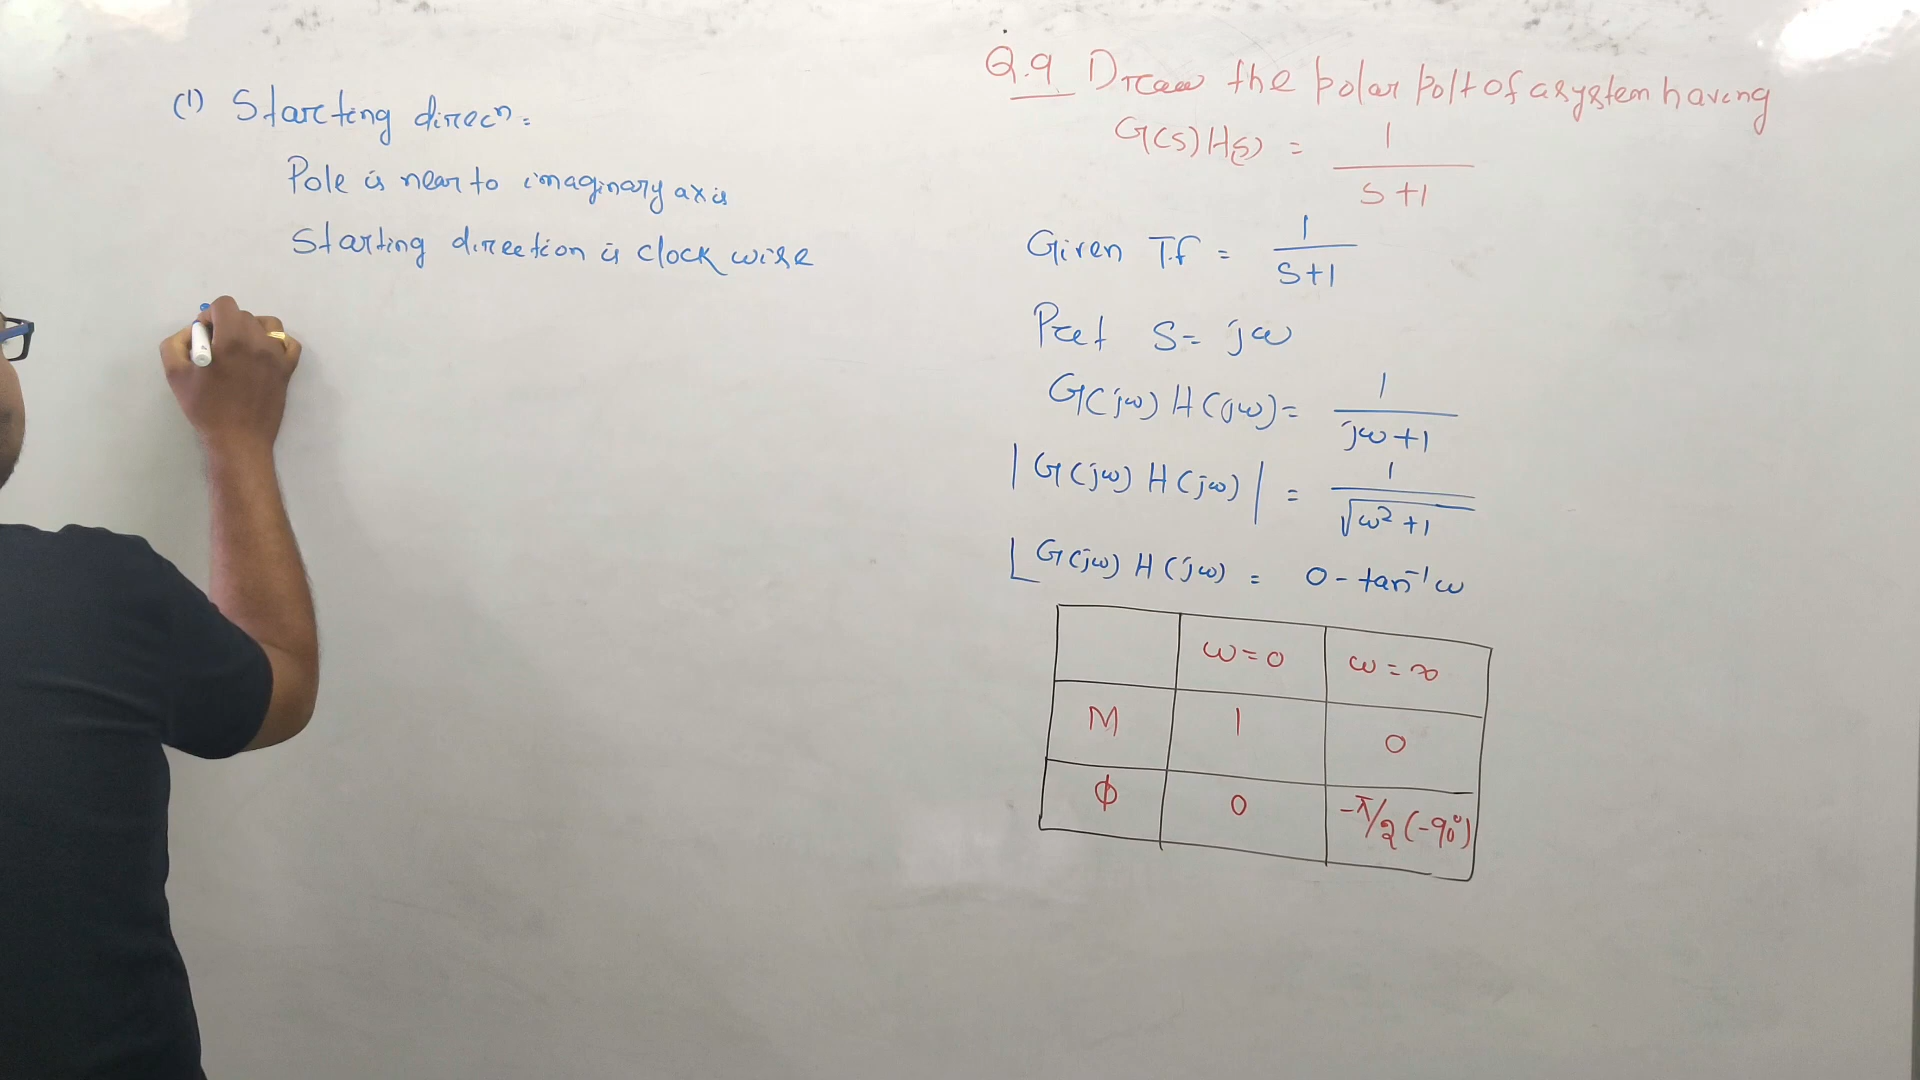 (1) Starting direcn:
Pole is near to imaginary axis
Starting direction is clock wise
Q.9 Draw the polar polt of a system having
G(s)H(s) = 1/(s+1)
Given T.f = 1/(s+1)
Put s = jω
G(jω) H(jω) = 1/(jω+1)
|G(jω) H(jω)| = 1/√(ω²+1)
∠G(jω) H(jω) = 0 - tan⁻¹ω
ω=0 ω=∞
M 1 0
ϕ 0 -π/2 (-90°)